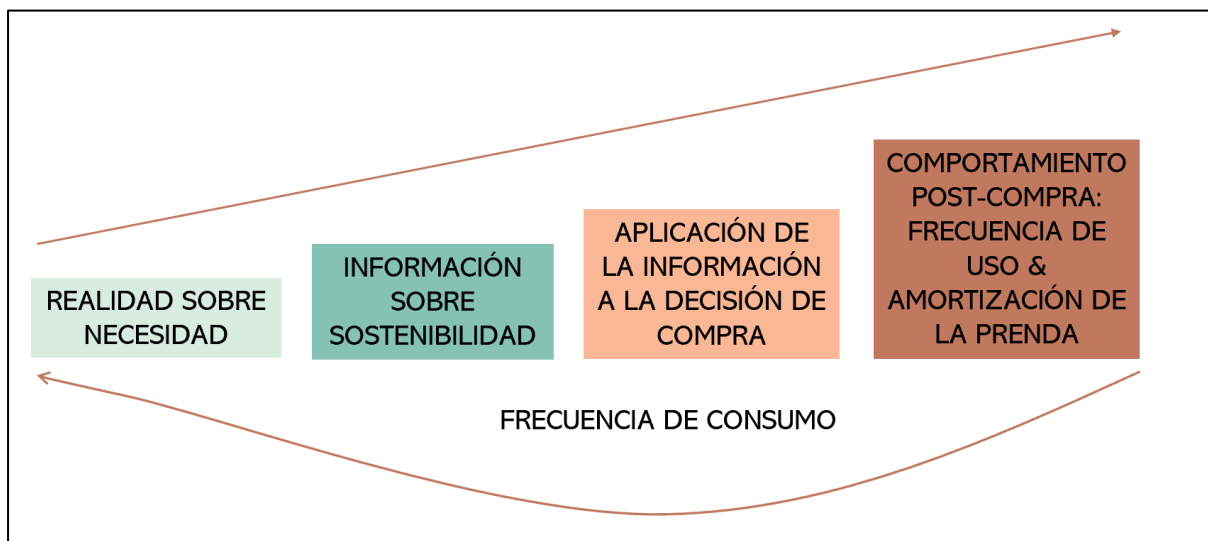 REALIDAD SOBRE
NECESIDAD
INFORMACIÓN
SOBRE
SOSTENIBILIDAD
APLICACIÓN DE
LA INFORMACIÓN
A LA DECISIÓN DE
COMPRA
COMPORTAMIENTO
POST-COMPRA:
FRECUENCIA DE
USO &
AMORTIZACIÓN DE
LA PRENDA
FRECUENCIA DE CONSUMO